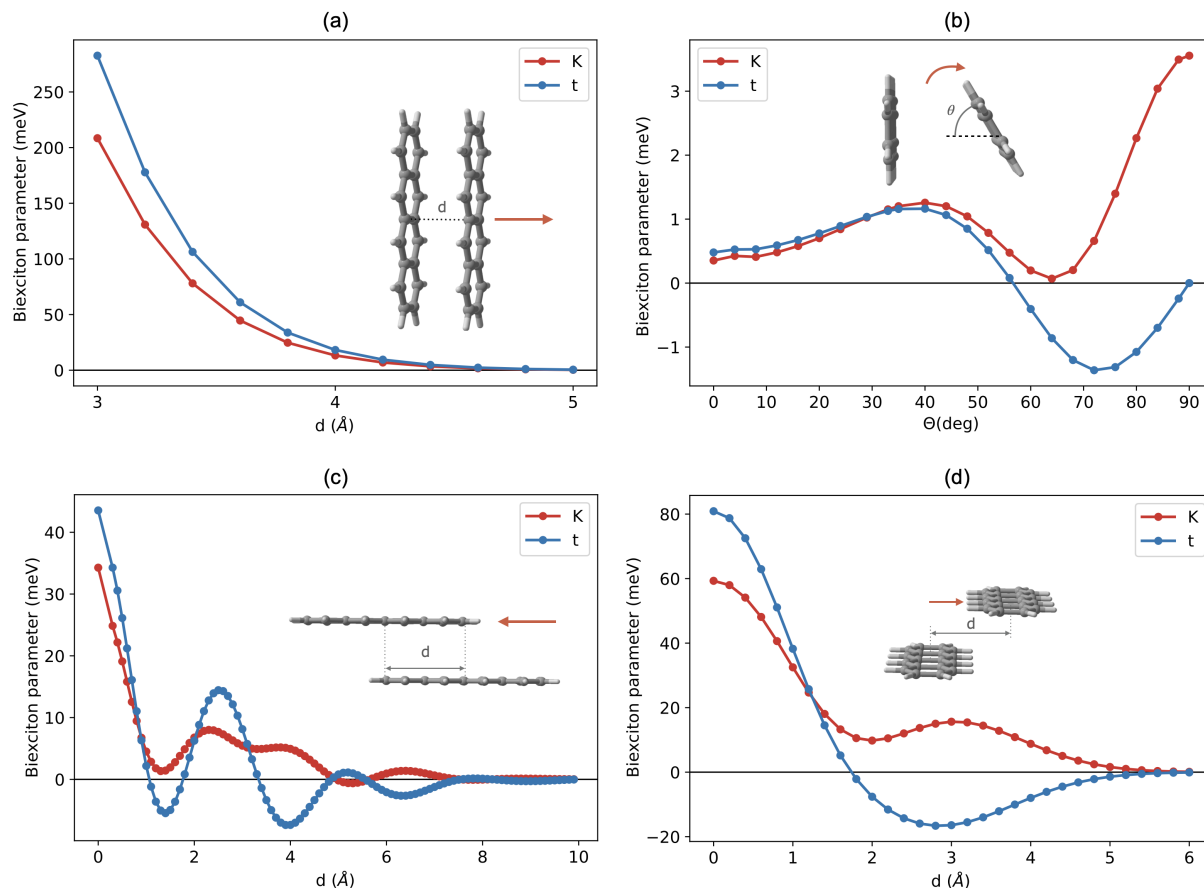 (a)
Biexciton parameter (meV)
250
200
150
100
50
0
K
t
d
3
4
5
d (Å)
(b)
Biexciton parameter (meV)
3
2
1
0
−1
K
t
θ
0
10
20
30
40
50
60
70
80
90
Θ(deg)
(c)
Biexciton parameter (meV)
40
30
20
10
0
K
t
d
0
2
4
6
8
10
d (Å)
(d)
Biexciton parameter (meV)
80
60
40
20
0
−20
K
t
d
0
1
2
3
4
5
6
d (Å)